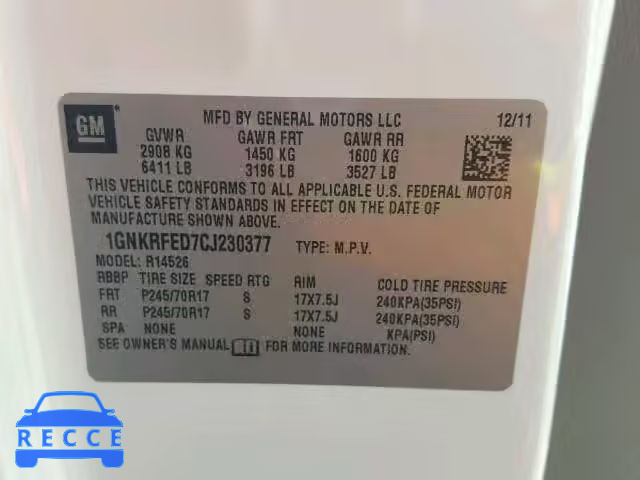 GM
MFD BY GENERAL MOTORS LLC 12/11
GVWR GAWR FRT GAWR RR
2908 KG 1450 KG 1600 KG
6411 LB 3196 LB 3527 LB
THIS VEHICLE CONFORMS TO ALL APPLICABLE U.S. FEDERAL MOTOR
VEHICLE SAFETY STANDARDS IN EFFECT ON THE DATE OF
MANUFACTURE SHOWN ABOVE.
1GNKRFED7CJ230377 TYPE: M.P.V.
MODEL: R14526
RBBP TIRE SIZE SPEED RTG RIM COLD TIRE PRESSURE
FRT P245/70R17 S 17X7.5J 240KPA(35PSI)
RR P245/70R17 S 17X7.5J 240KPA(35PSI)
SPA NONE NONE KPA(PSI)
SEE OWNER'S MANUAL FOR MORE INFORMATION.
RECCE